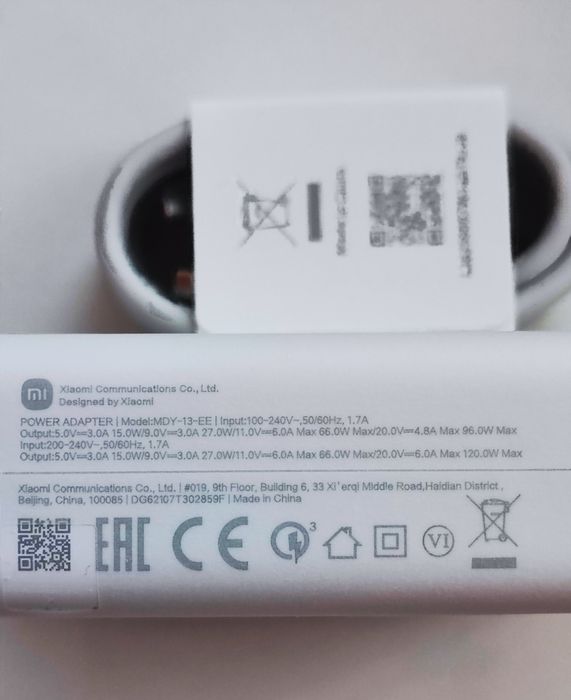 Made in China
mi
Xiaomi Communications Co., Ltd.
Designed by Xiaomi
POWER ADAPTER | Model:MDY-13-EE | Input:100-240V~,50/60Hz, 1.7A
Output:5.0V⎓3.0A 15.0W/9.0V⎓3.0A 27.0W/11.0V⎓6.0A Max 66.0W Max/20.0V⎓4.8A Max 96.0W Max
Input:200-240V~,50/60Hz, 1.7A
Output:5.0V⎓3.0A 15.0W/9.0V⎓3.0A 27.0W/11.0V⎓6.0A Max 66.0W Max/20.0V⎓6.0A Max 120.0W Max
Xiaomi Communications Co., Ltd. | #019, 9th Floor, Building 6, 33 Xi'erqi Middle Road,Haidian District,
Beijing, China, 100085 | DG62107T302859F | Made in China
EAC CE 3 VI